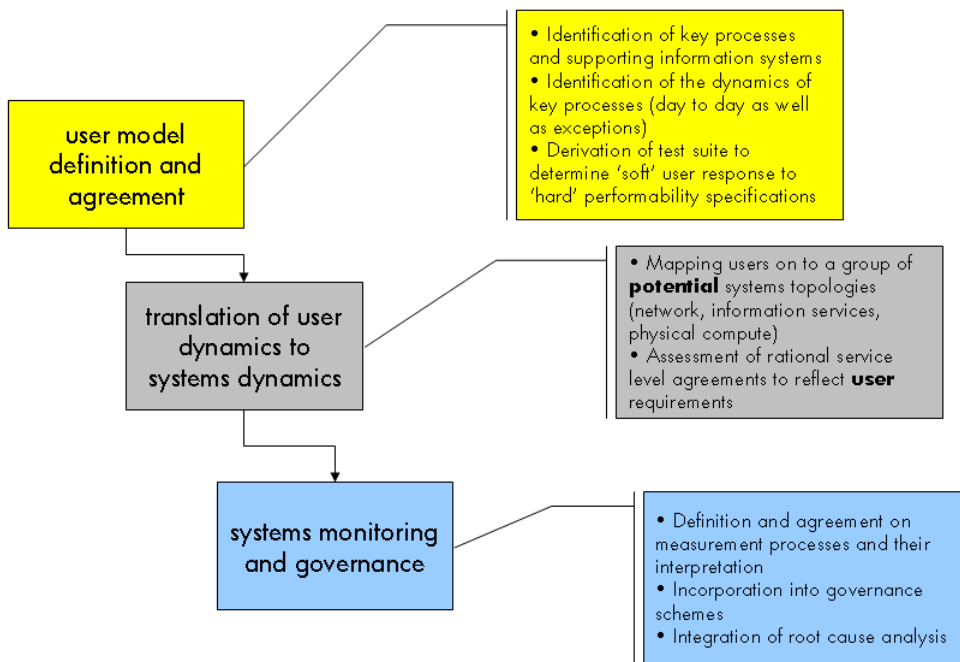 user model
definition and
agreement
• Identification of key processes
and supporting information systems
• Identification of the dynamics of
key processes (day to day as well
as exceptions)
• Derivation of test suite to
determine ‘soft’ user response to
‘hard’ performability specifications
translation of user
dynamics to
systems dynamics
• Mapping users on to a group of
potential systems topologies
(network, information services,
physical compute)
• Assessment of rational service
level agreements to reflect user
requirements
systems monitoring
and governance
• Definition and agreement on
measurement processes and their
interpretation
• Incorporation into governance
schemes
• Integration of root cause analysis